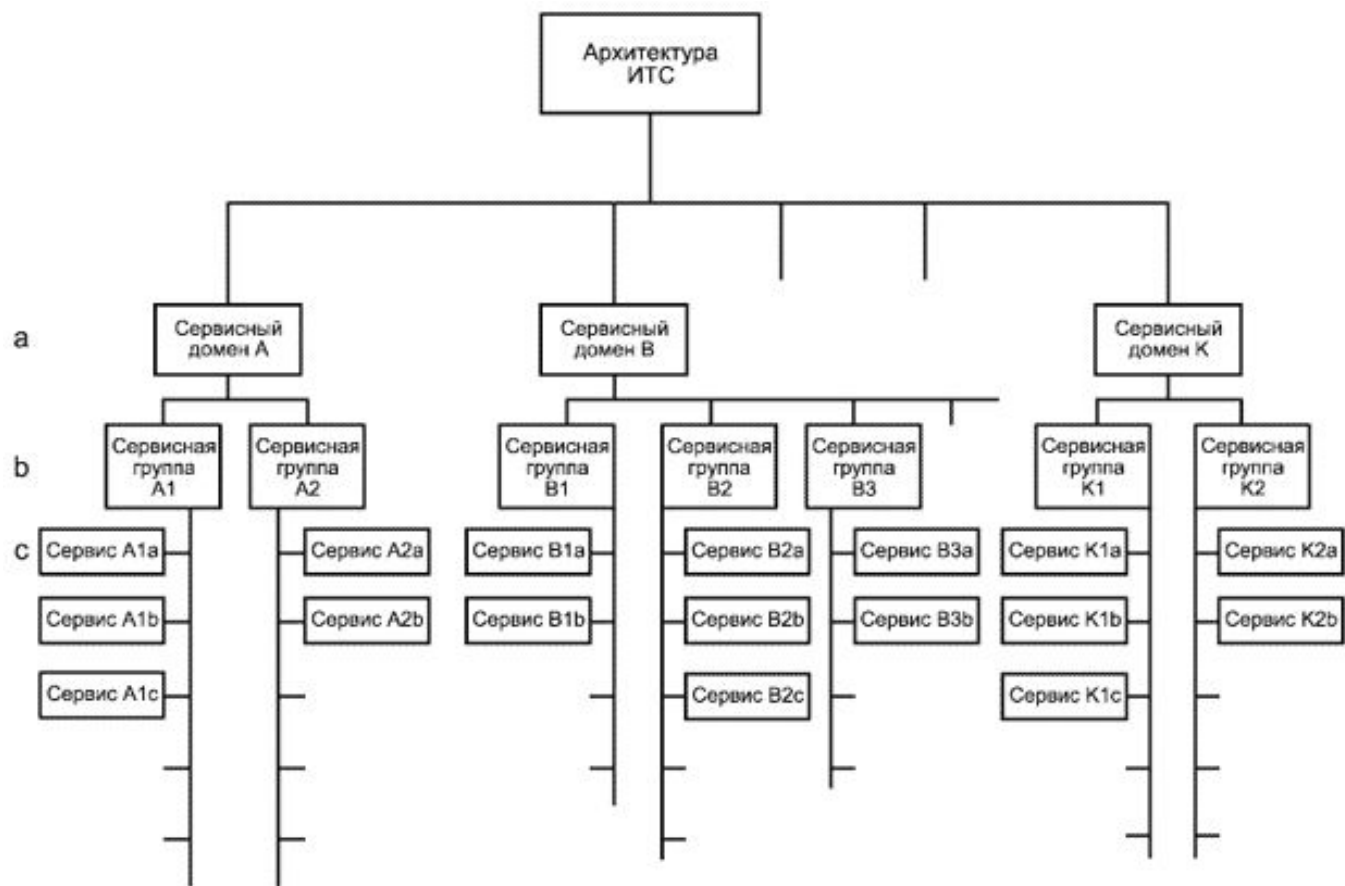 Архитектура
ИТС
a
Сервисный
домен А
Сервисный
домен В
Сервисный
домен К
b
Сервисная
группа
А1
Сервисная
группа
А2
Сервисная
группа
В1
Сервисная
группа
В2
Сервисная
группа
В3
Сервисная
группа
К1
Сервисная
группа
К2
c
Сервис А1а
Сервис А2а
Сервис В1а
Сервис В2а
Сервис В3а
Сервис К1а
Сервис К2а
Сервис А1b
Сервис А2b
Сервис В1b
Сервис В2b
Сервис В3b
Сервис К1b
Сервис К2b
Сервис А1с
Сервис В2с
Сервис К1с